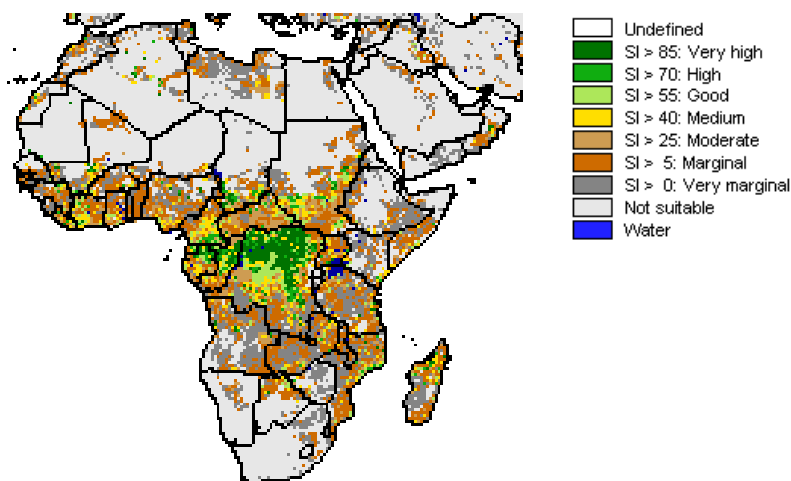 Undefined
SI > 85: Very high
SI > 70: High
SI > 55: Good
SI > 40: Medium
SI > 25: Moderate
SI > 5: Marginal
SI > 0: Very marginal
Not suitable
Water